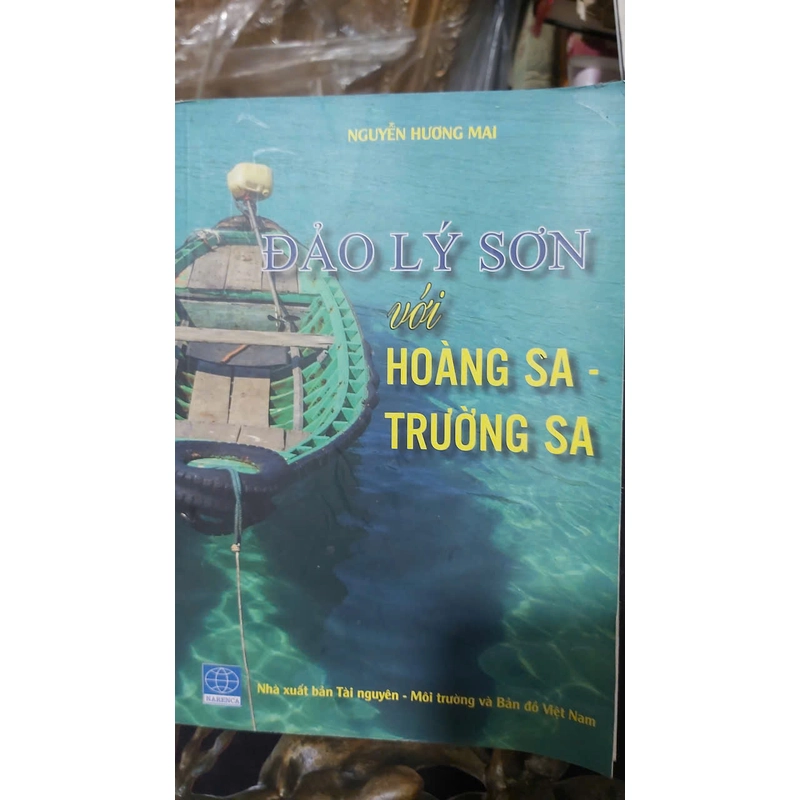 NGUYỄN HƯƠNG MAI
ĐẢO LÝ SƠN
với
HOÀNG SA -
TRƯỜNG SA
NARENCA
Nhà xuất bản Tài nguyên - Môi trường và Bản đồ Việt Nam